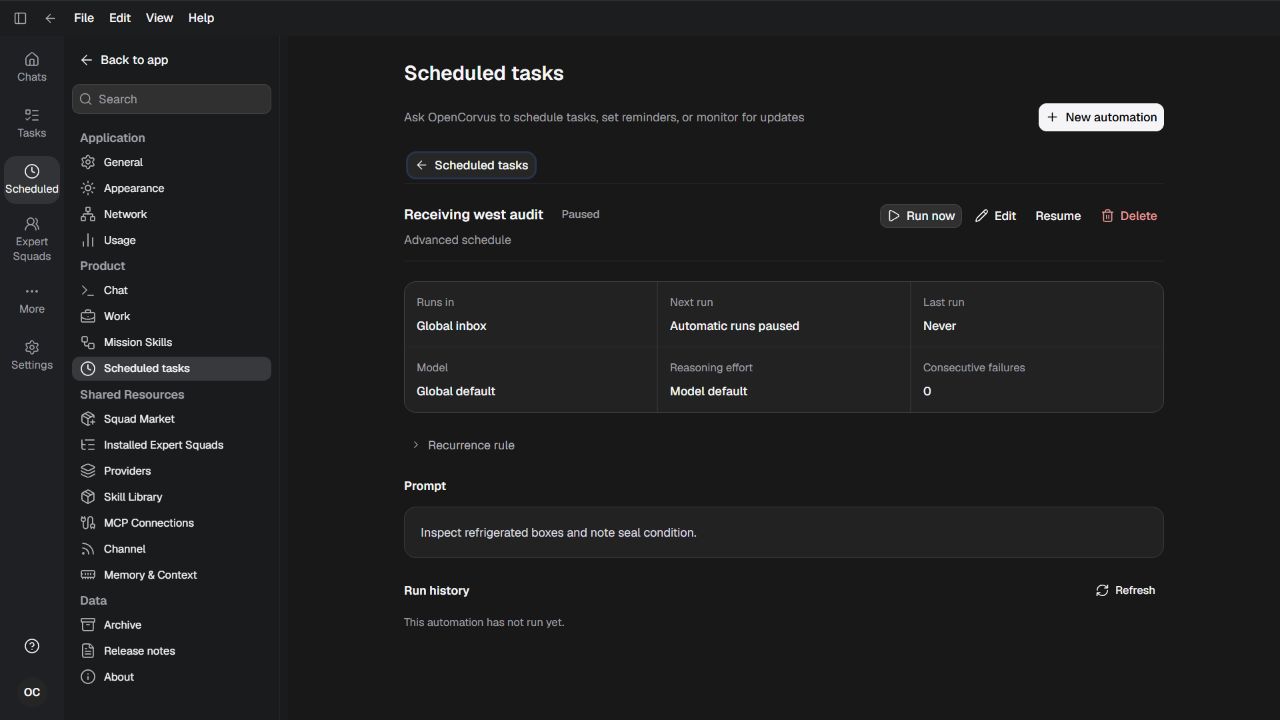 File Edit View Help
Chats
Tasks
Scheduled
Expert
Squads
More
Settings
OC
Back to app
Search
Application
General
Appearance
Network
Usage
Product
Chat
Work
Mission Skills
Scheduled tasks
Shared Resources
Squad Market
Installed Expert Squads
Providers
Skill Library
MCP Connections
Channel
Memory & Context
Data
Archive
Release notes
About
Scheduled tasks
Ask OpenCorvus to schedule tasks, set reminders, or monitor for updates
New automation
Scheduled tasks
Receiving west audit Paused
Run now Edit Resume Delete
Advanced schedule
Runs in Next run Last run
Global inbox Automatic runs paused Never
Model Reasoning effort Consecutive failures
Global default Model default 0
Recurrence rule
Prompt
Inspect refrigerated boxes and note seal condition.
Run history Refresh
This automation has not run yet.